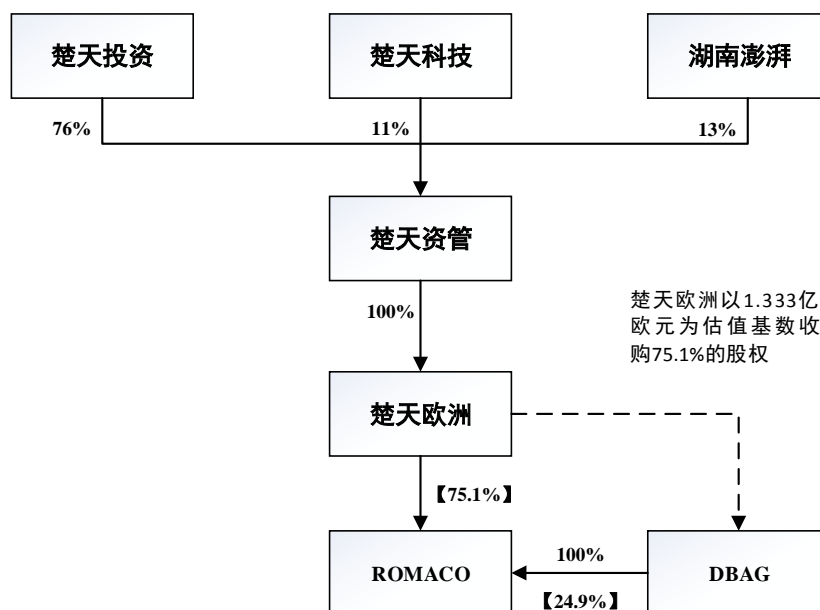 楚天投资
楚天科技
湖南澎湃
76%
11%
13%
楚天资管
100%
楚天欧洲以1.333亿
欧元为估值基数收
购75.1%的股权
楚天欧洲
【75.1%】
ROMACO
100%
【24.9%】
DBAG